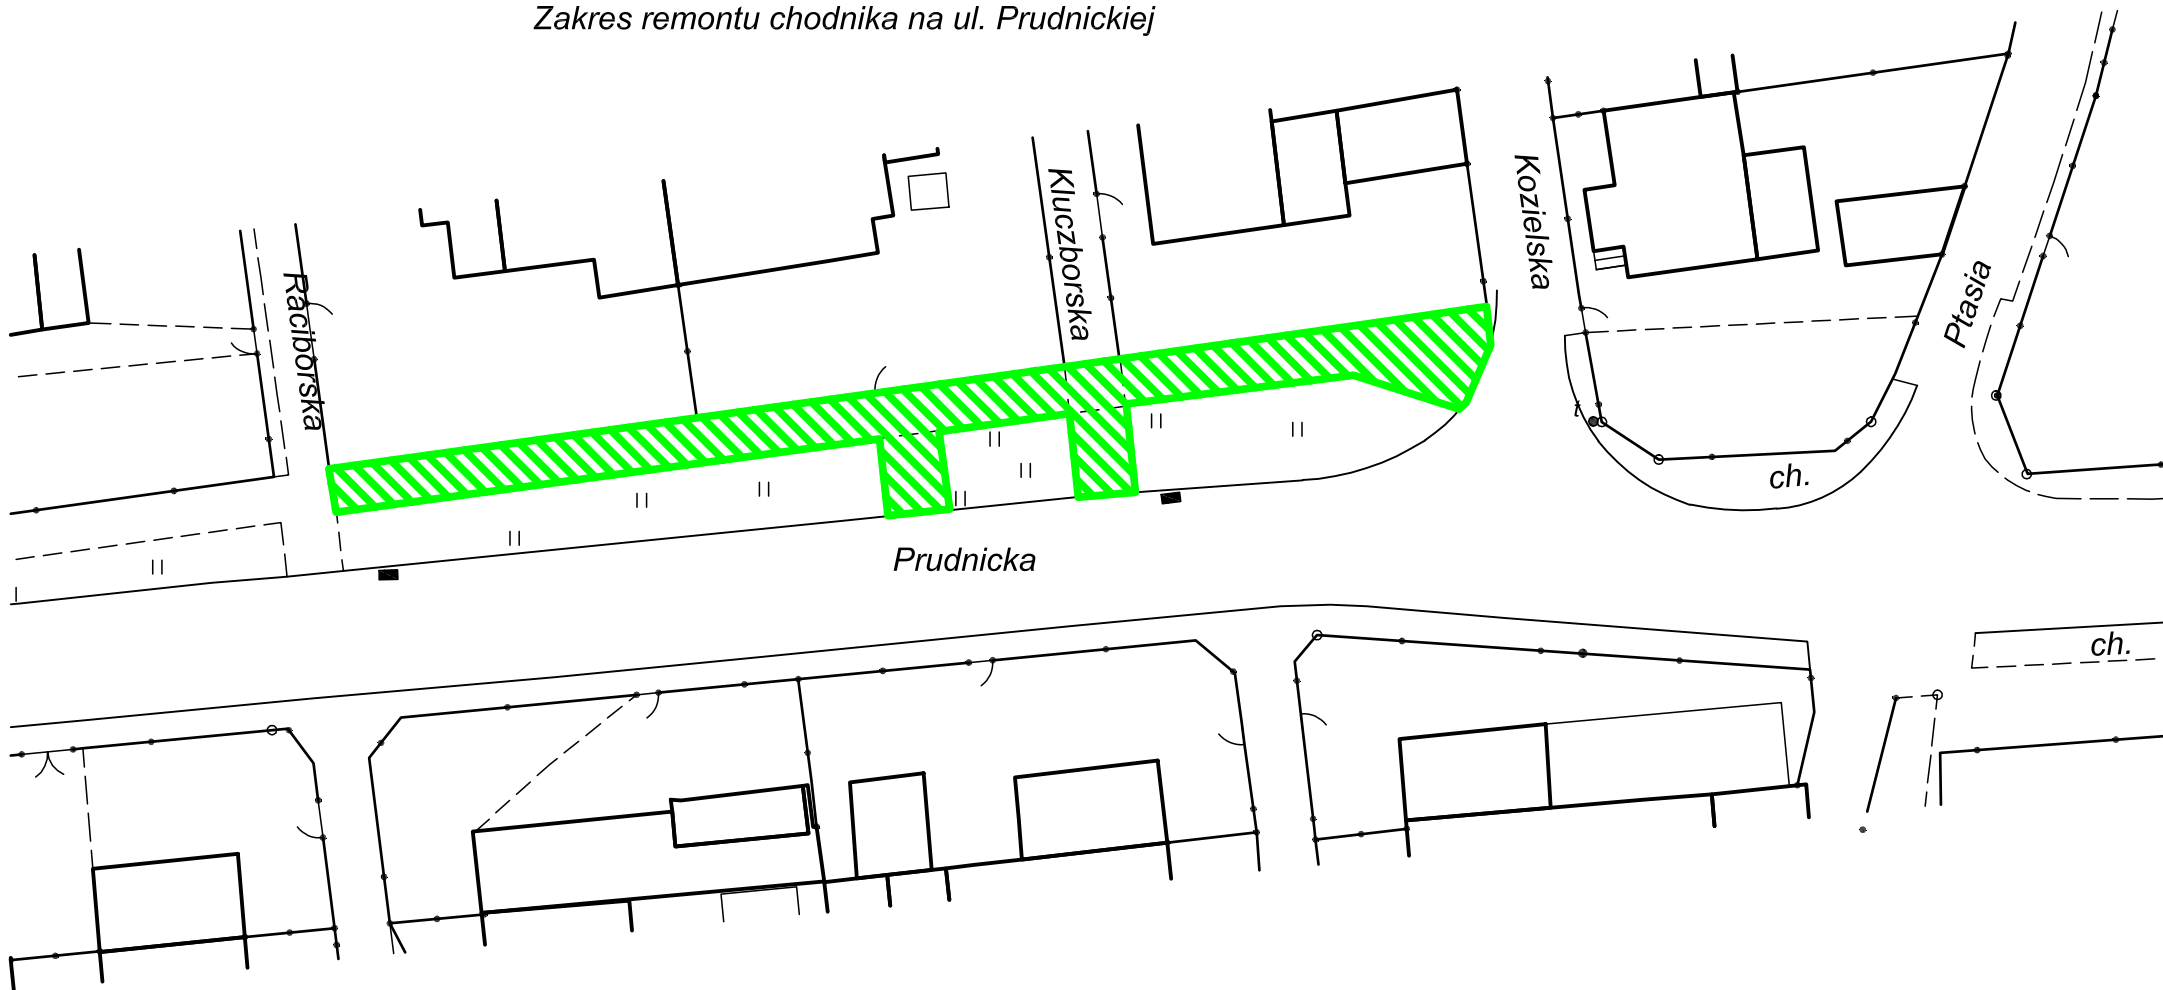 Zakres remontu chodnika na ul. Prudnickiej
Raciborska
Kluczborska
Kozielska
Ptasia
t
ch.
Prudnicka
ch.